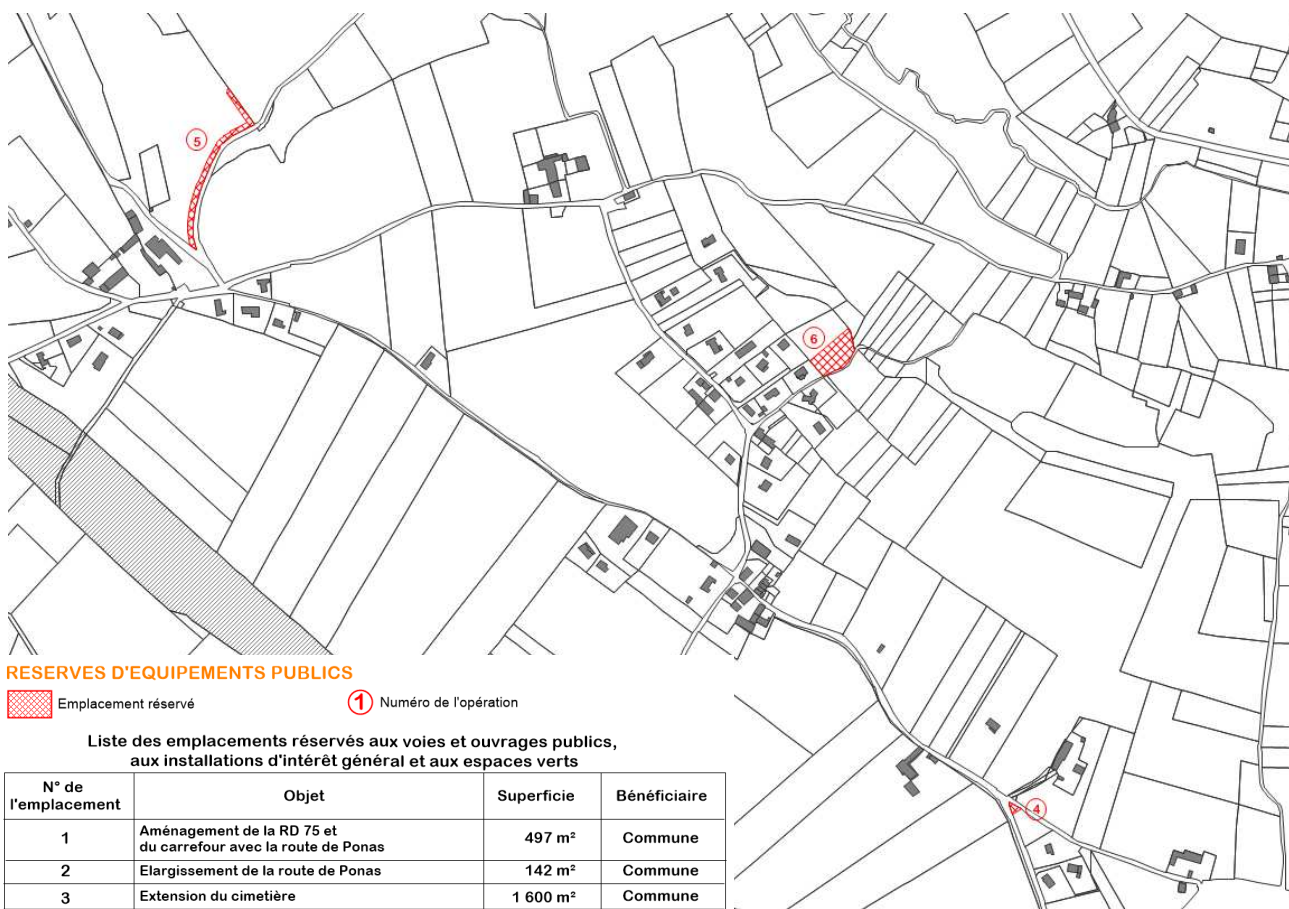 5
6
4
RESERVES D'EQUIPEMENTS PUBLICS
Emplacement réservé
1 Numéro de l'opération
Liste des emplacements réservés aux voies et ouvrages publics,
aux installations d'intérêt général et aux espaces verts
N° de l'emplacement Objet Superficie Bénéficiaire
1 Aménagement de la RD 75 et
du carrefour avec la route de Ponas 497 m² Commune
2 Elargissement de la route de Ponas 142 m² Commune
3 Extension du cimetière 1 600 m² Commune